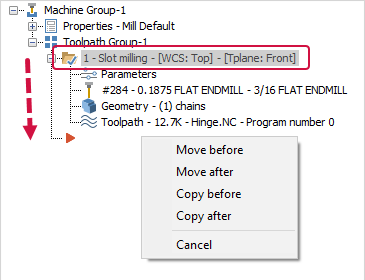 Machine Group-1
Properties - Mill Default
Toolpath Group-1
1 - Slot milling - [WCS: Top] - [Tplane: Front]
Parameters
#284 - 0.1875 FLAT ENDMILL - 3/16 FLAT ENDMILL
Geometry - (1) chains
Toolpath - 12.7K - Hinge.NC - Program number 0
Move before
Move after
Copy before
Copy after
Cancel